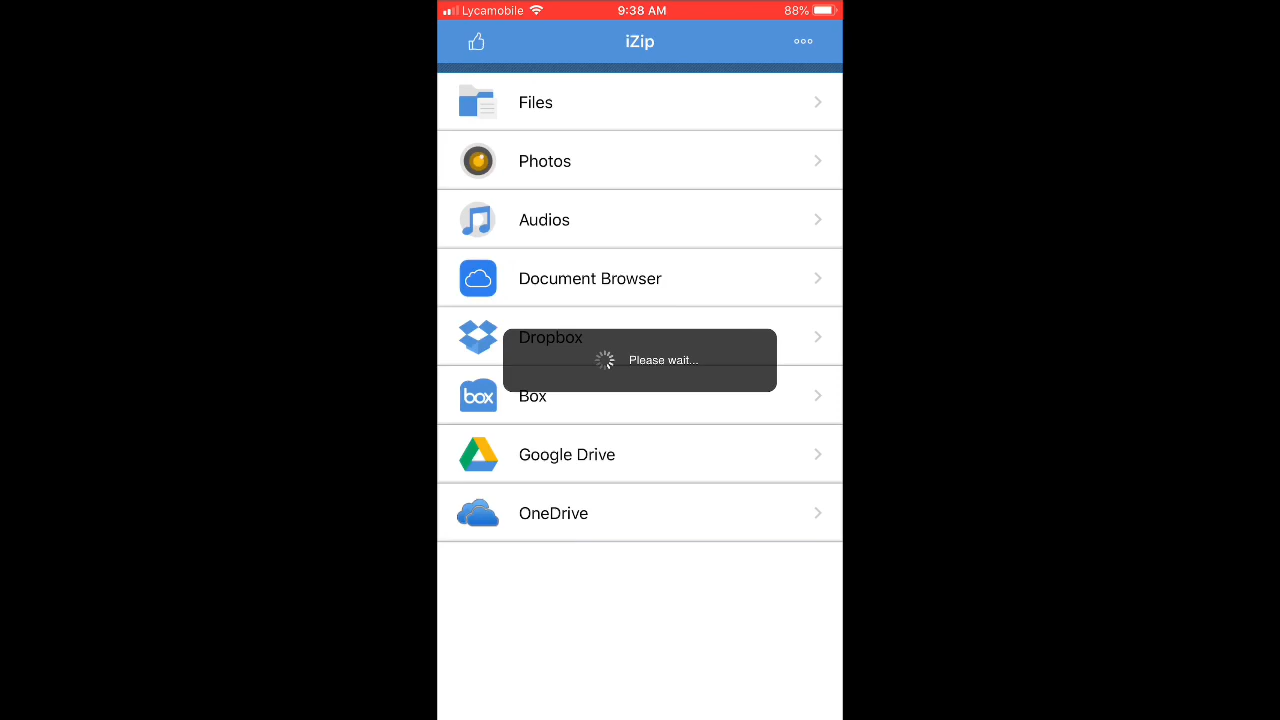 Lycamobile 9:38 AM 88%
iZip
Files
Photos
Audios
Document Browser
Dropbox
Please wait...
box Box
Google Drive
OneDrive